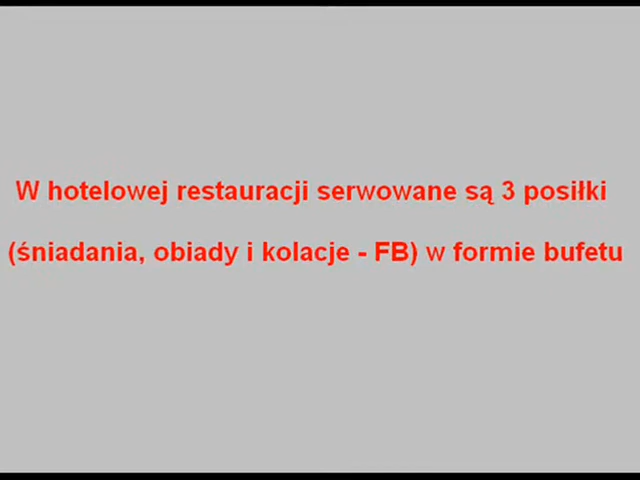 W hotelowej restauracji serwowane są 3 posiłki
(śniadania, obiady i kolacje - FB) w formie bufetu